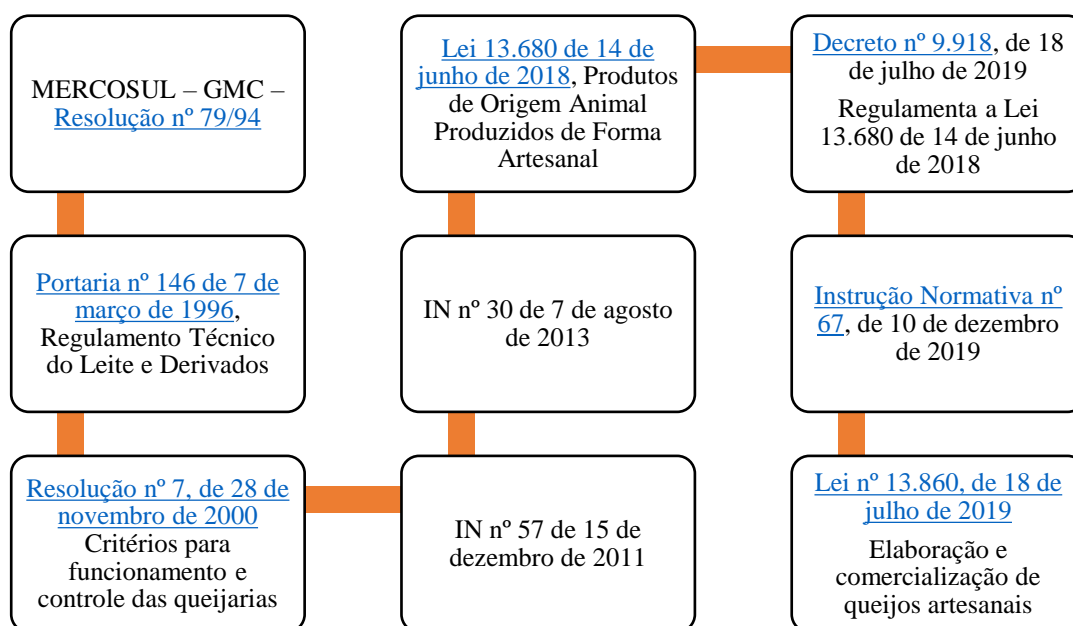 MERCOSUL – GMC –
Resolução nº 79/94
Portaria nº 146 de 7 de
março de 1996,
Regulamento Técnico
do Leite e Derivados
Resolução nº 7, de 28 de
novembro de 2000
Critérios para
funcionamento e
controle das queijarias
IN nº 57 de 15 de
dezembro de 2011
IN nº 30 de 7 de agosto
de 2013
Lei 13.680 de 14 de
junho de 2018, Produtos
de Origem Animal
Produzidos de Forma
Artesanal
Decreto nº 9.918, de 18
de julho de 2019
Regulamenta a Lei
13.680 de 14 de junho
de 2018
Instrução Normativa nº
67, de 10 de dezembro
de 2019
Lei nº 13.860, de 18 de
julho de 2019
Elaboração e
comercialização de
queijos artesanais